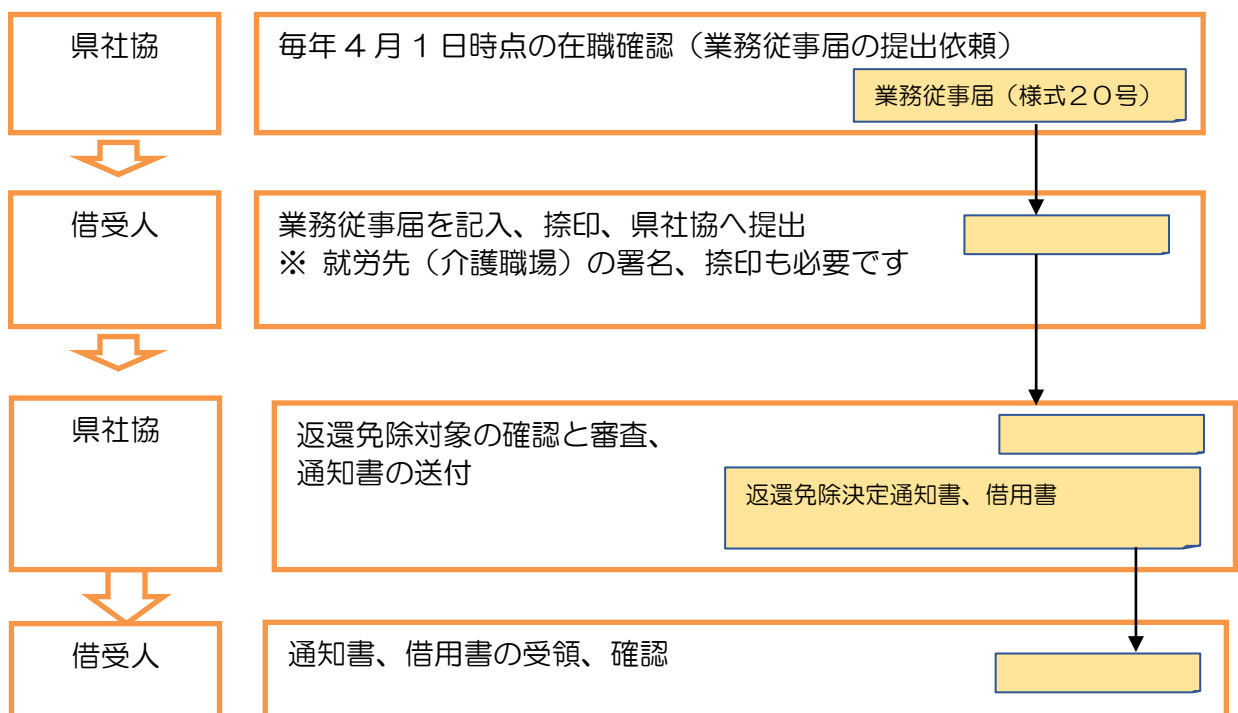 県社協
毎年４月１日時点の在職確認（業務従事届の提出依頼）
業務従事届（様式２０号）
借受人
業務従事届を記入、捺印、県社協へ提出
※ 就労先（介護職場）の署名、捺印も必要です
県社協
返還免除対象の確認と審査、
通知書の送付
返還免除決定通知書、借用書
借受人
通知書、借用書の受領、確認